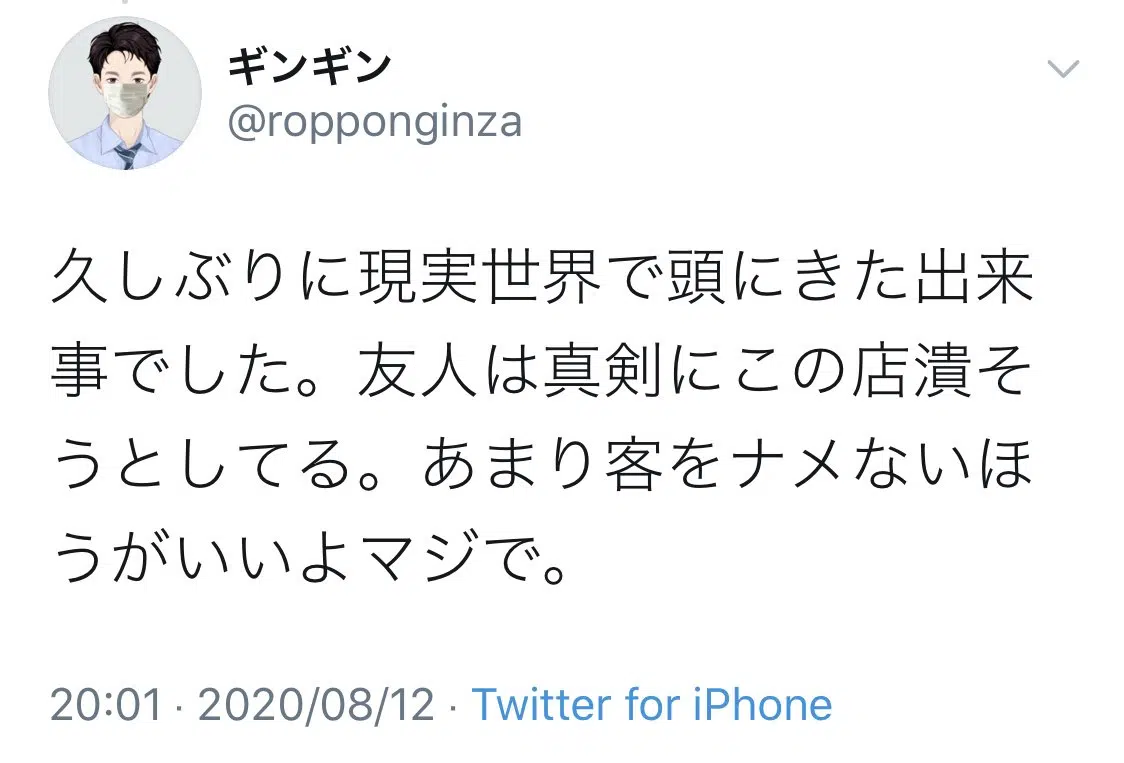 ギンギン
@ropponginza
久しぶりに現実世界で頭にきた出来
事でした。友人は真剣にこの店潰そ
うとしてる。あまり客をナメないほ
うがいいよマジで。
20:01 · 2020/08/12 · Twitter for iPhone